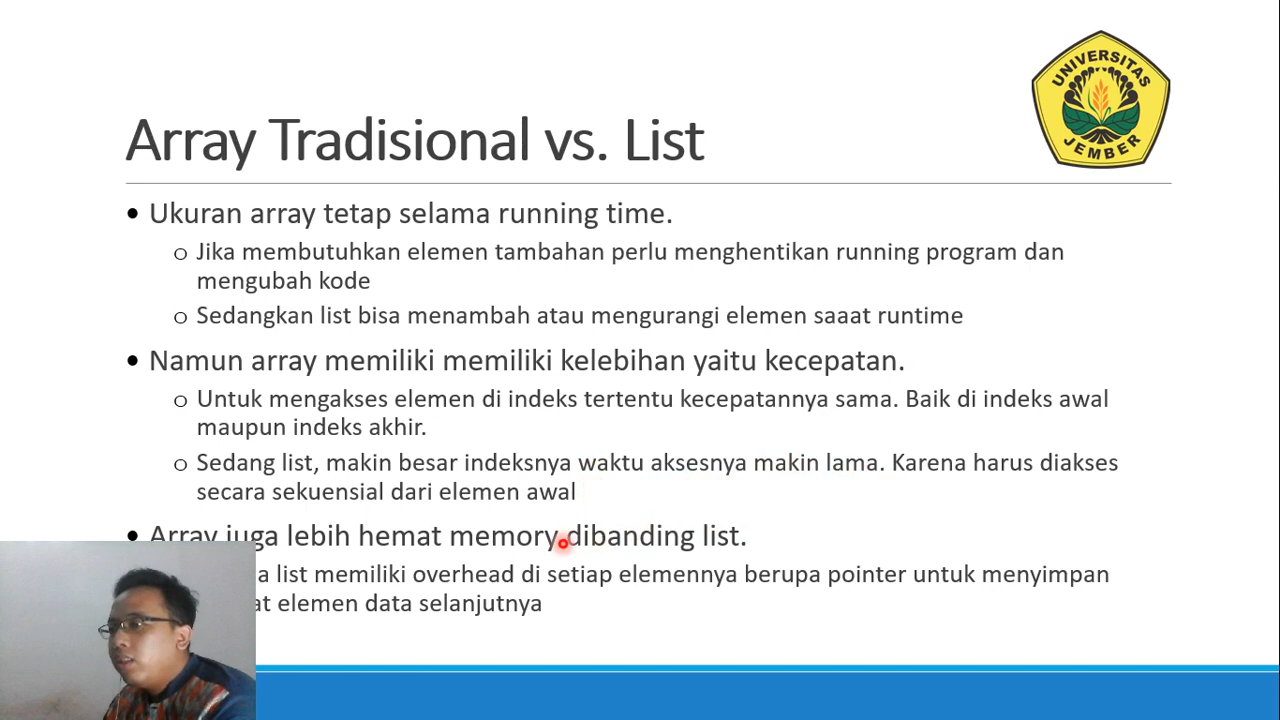 UNIVERSITAS
JEMBER
Array Tradisional vs. List
• Ukuran array tetap selama running time.
o Jika membutuhkan elemen tambahan perlu menghentikan running program dan
mengubah kode
o Sedangkan list bisa menambah atau mengurangi elemen saaat runtime
• Namun array memiliki memiliki kelebihan yaitu kecepatan.
o Untuk mengakses elemen di indeks tertentu kecepatannya sama. Baik di indeks awal
maupun indeks akhir.
o Sedang list, makin besar indeksnya waktu aksesnya makin lama. Karena harus diakses
secara sekuensial dari elemen awal
• Array juga lebih hemat memory dibanding list.
list memiliki overhead di setiap elemennya berupa pointer untuk menyimpan
elemen data selanjutnya